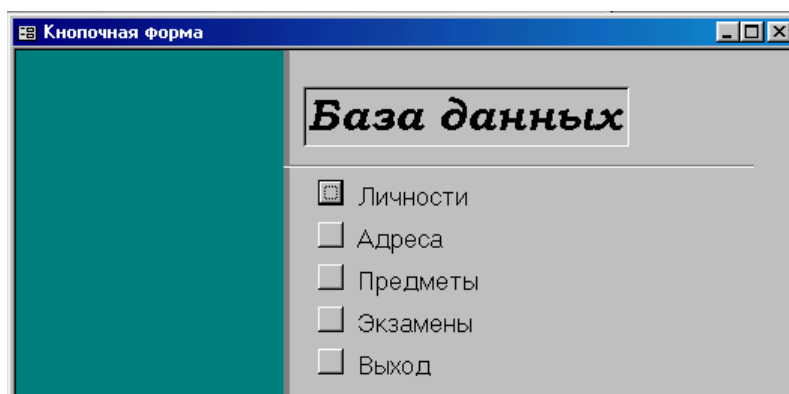 Кнопочная форма
База данных
Личности
Адреса
Предметы
Экзамены
Выход